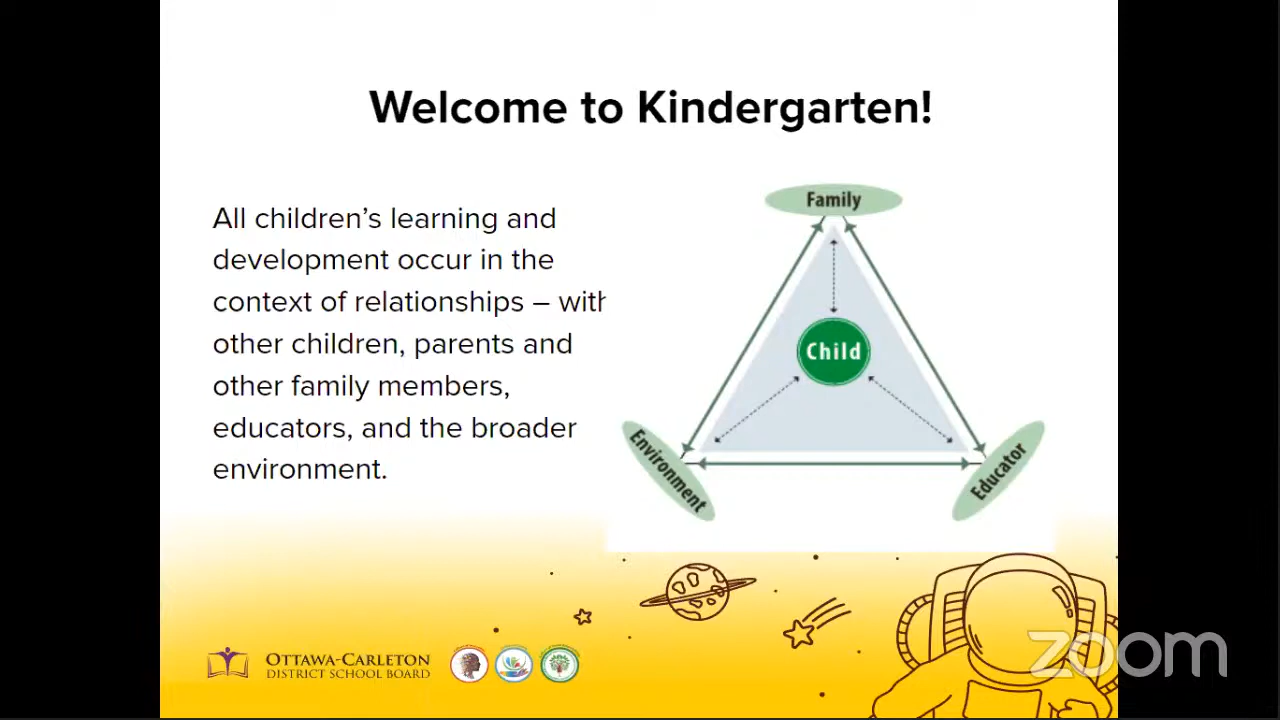 Welcome to Kindergarten!
All children's learning and
development occur in the
context of relationships – with
other children, parents and
other family members,
educators, and the broader
environment.
Family
Child
Environment
Educator
OTTAWA-CARLETON
DISTRICT SCHOOL BOARD
zoom